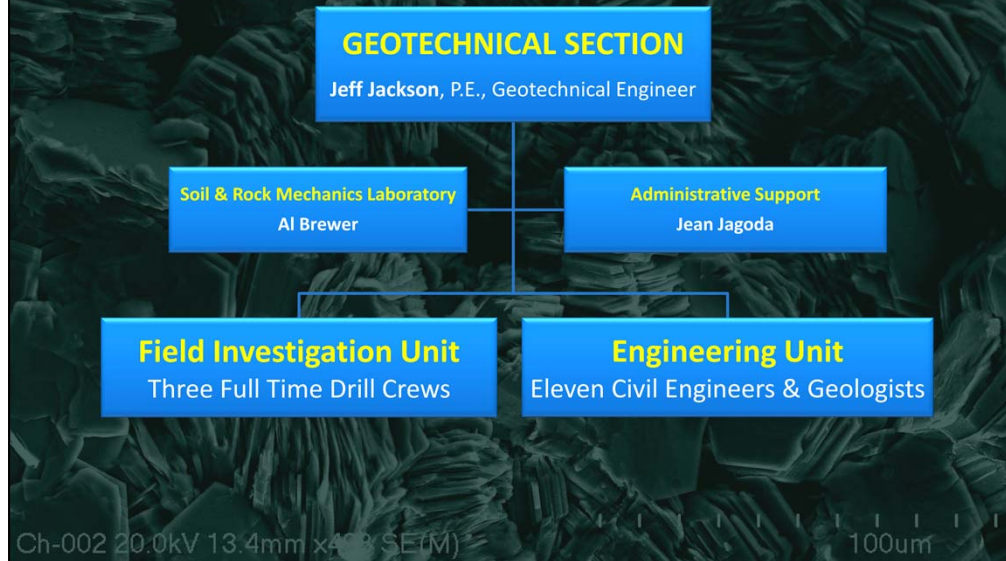 GEOTECHNICAL SECTION
Jeff Jackson, P.E., Geotechnical Engineer
Soil & Rock Mechanics Laboratory
Al Brewer
Administrative Support
Jean Jagoda
Field Investigation Unit
Three Full Time Drill Crews
Engineering Unit
Eleven Civil Engineers & Geologists
Ch-002 20.0kV 13.4mm SE(M)
100um